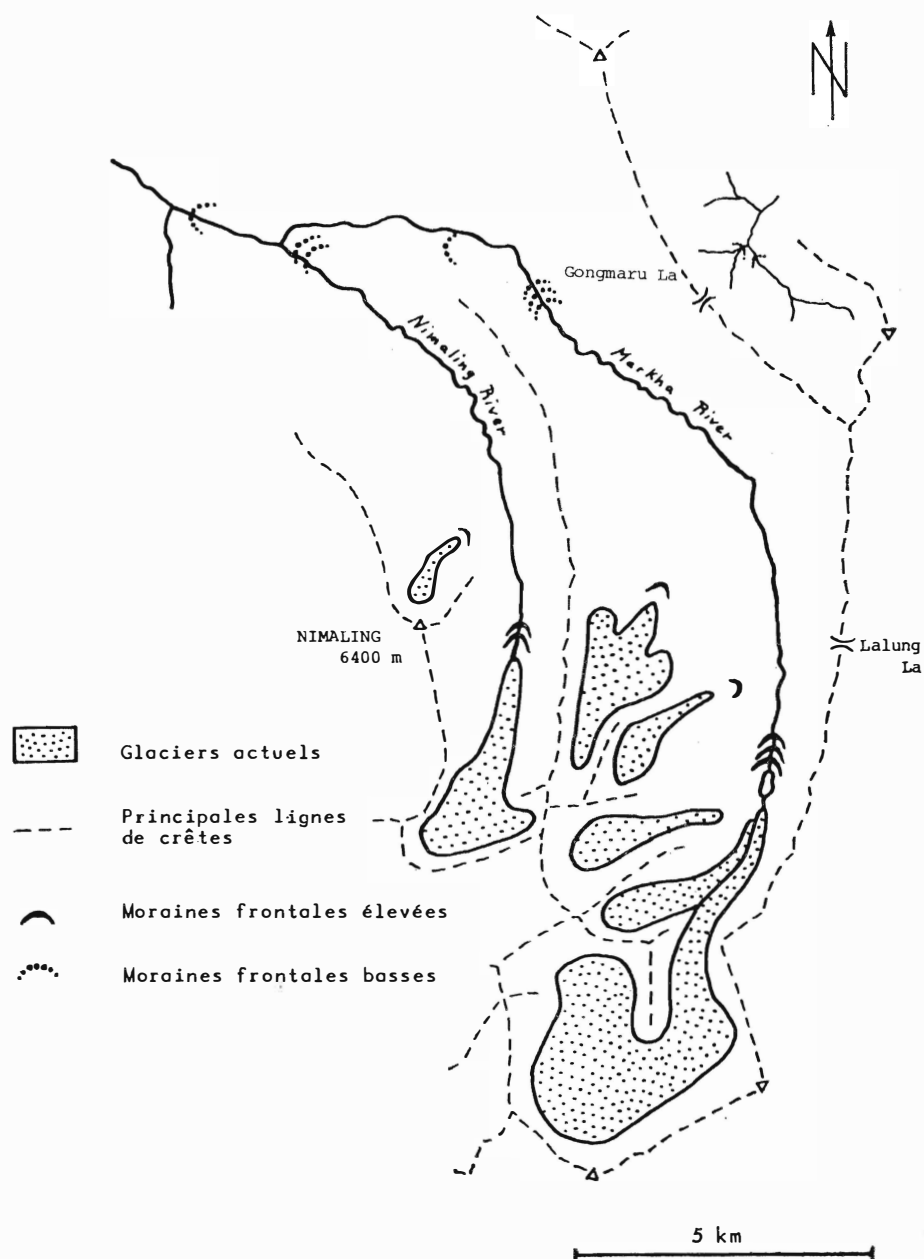 N
Gongmaru La
Nimaling River
Markha River
NIMALING
6400 m
Lalung
La
Glaciers actuels
Principales lignes
de crêtes
Moraines frontales élevées
Moraines frontales basses
5 km